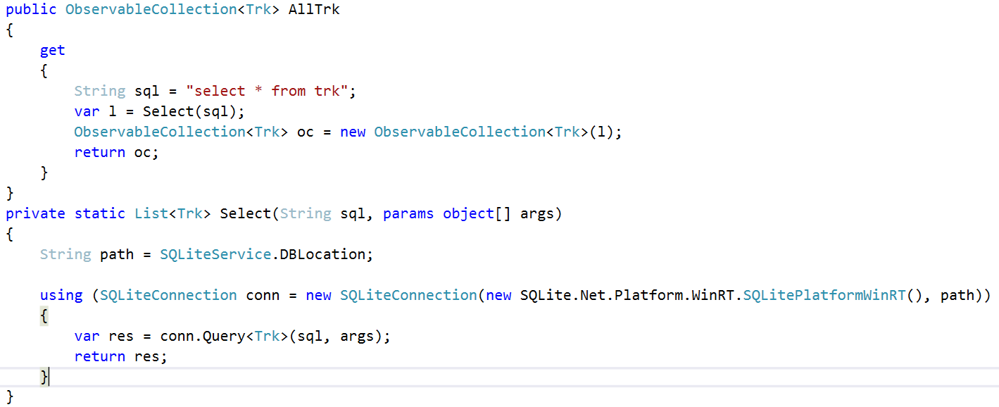 public ObservableCollection<Trk> AllTrk
{
    get
    {
        String sql = "select * from trk";
        var l = Select(sql);
        ObservableCollection<Trk> oc = new ObservableCollection<Trk>(l);
        return oc;
    }
}
private static List<Trk> Select(String sql, params object[] args)
{
    String path = SQLiteService.DBLocation;

    using (SQLiteConnection conn = new SQLiteConnection(new SQLite.Net.Platform.WinRT.SQLitePlatformWinRT(), path))
    {
        var res = conn.Query<Trk>(sql, args);
        return res;
    }
}